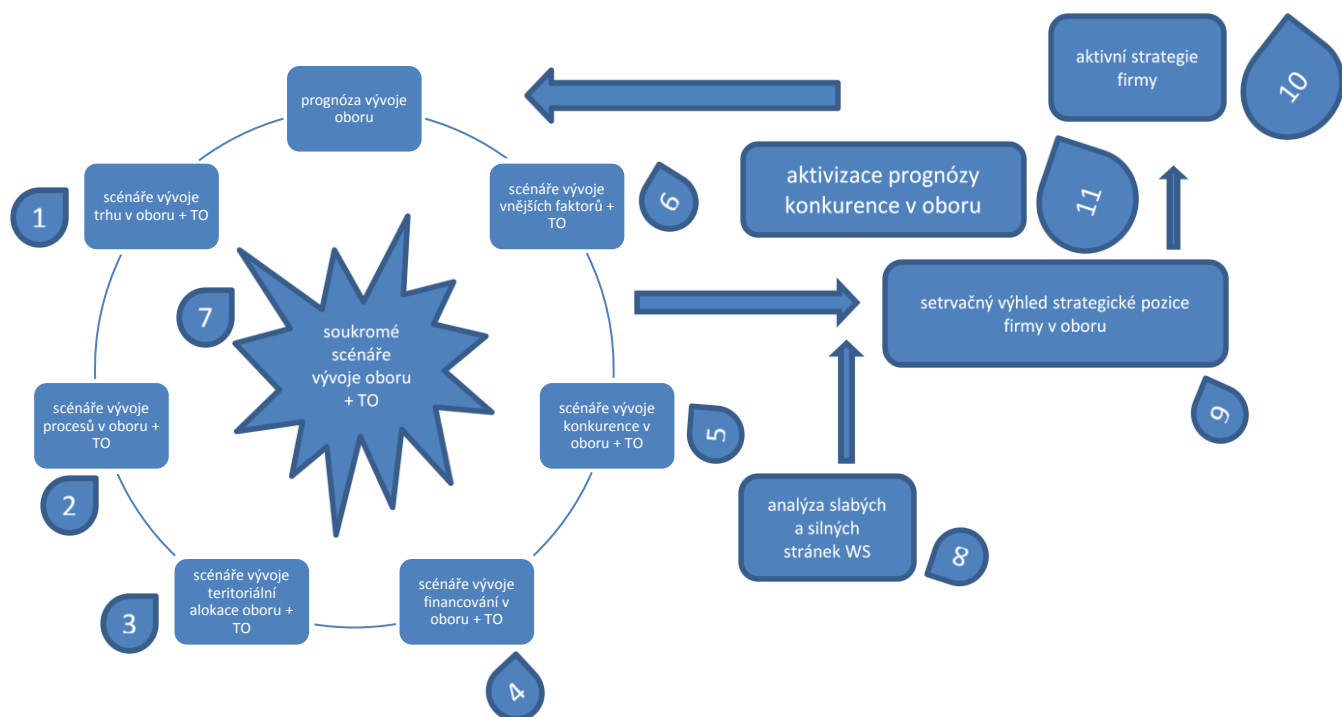 prognóza vývoje
oboru
1
scénáře vývoje
trhu v oboru + TO
2
scénáře vývoje
procesů v oboru +
TO
3
scénáře vývoje
teritoriální
alokace oboru +
TO
4
scénáře vývoje
financování v
oboru + TO
5
scénáře vývoje
konkurence v
oboru + TO
6
scénáře vývoje
vnějších faktorů +
TO
7
soukromé
scénáře
vývoje oboru
+ TO
8
analýza slabých
a silných
stránek WS
9
setrvačný výhled strategické pozice
firmy v oboru
10
aktivní strategie
firmy
11
aktivizace prognózy
konkurence v oboru